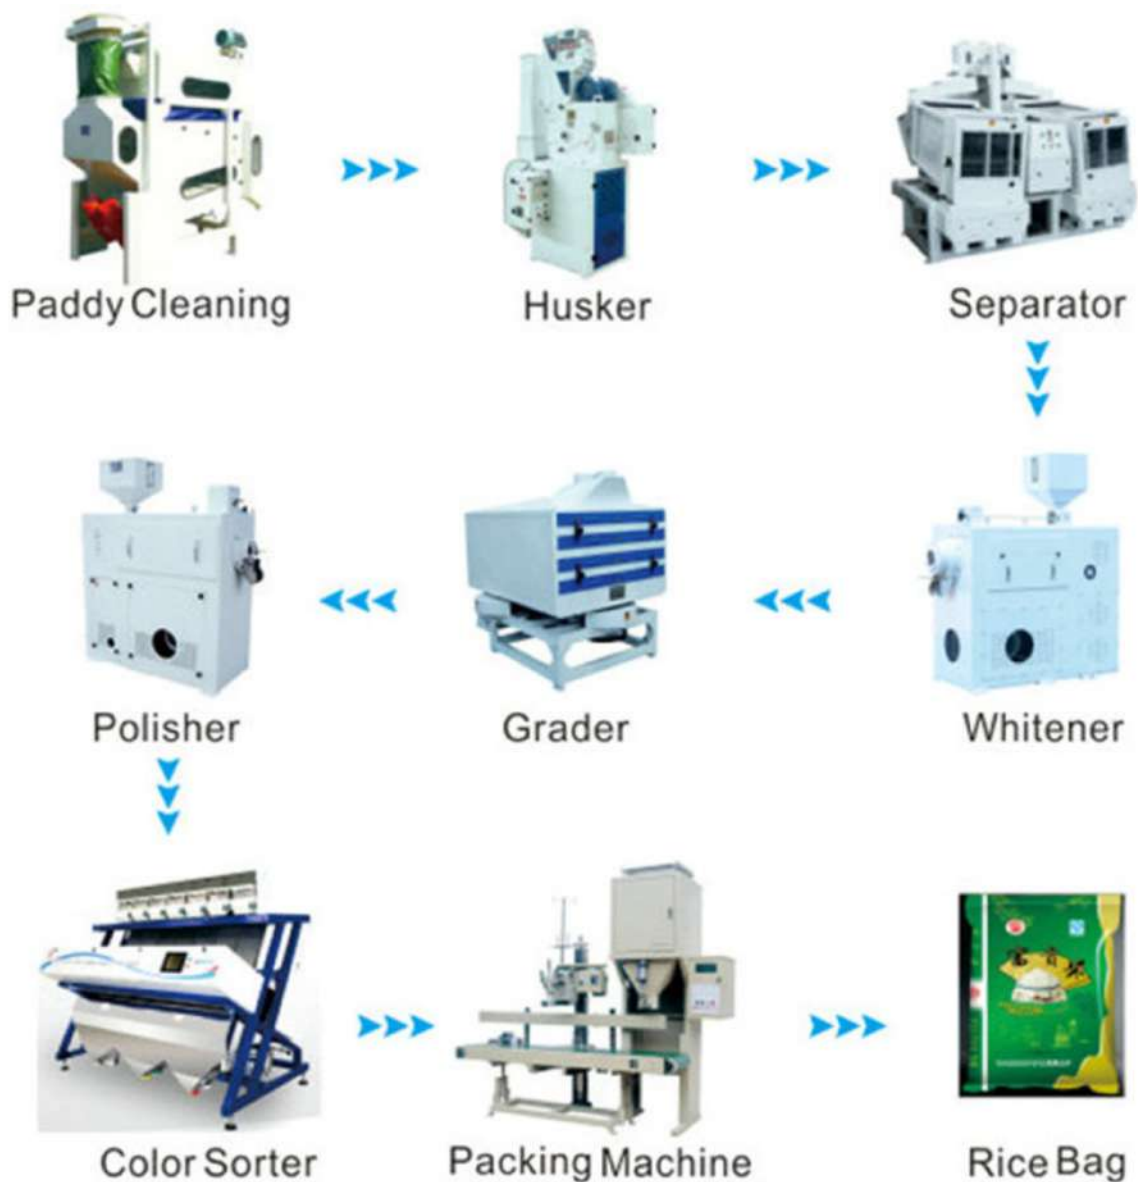 Paddy Cleaning
Husker
Separator
Polisher
Grader
Whitener
Color Sorter
Packing Machine
Rice Bag